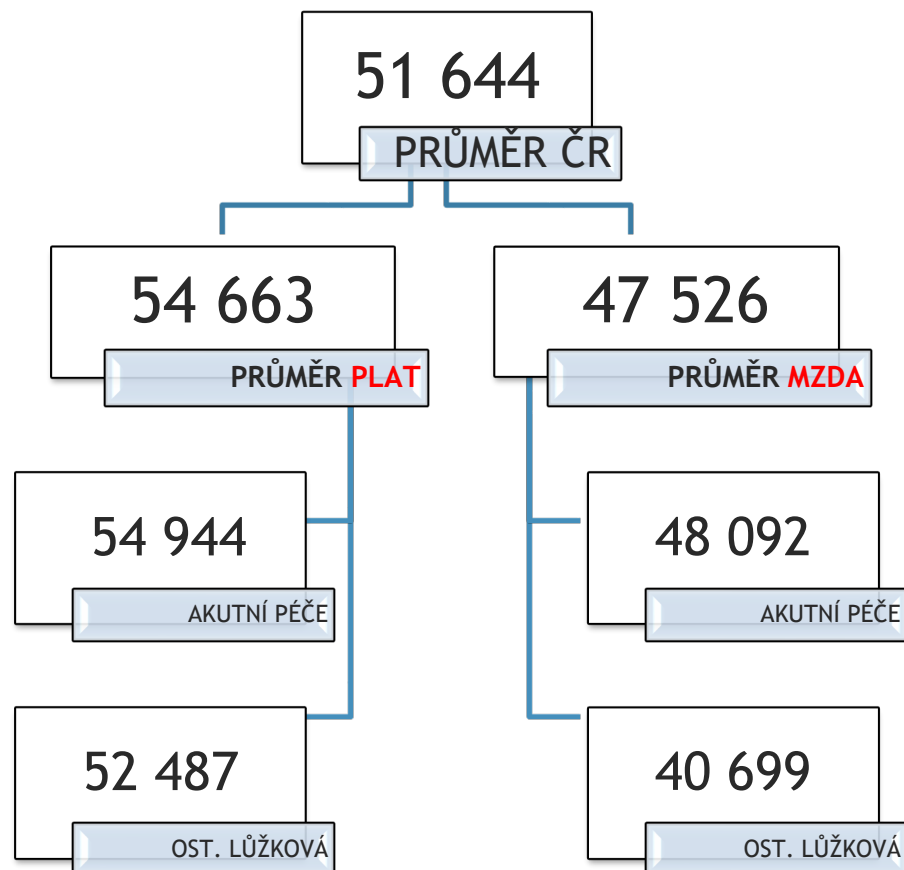 51 644
PRŮMĚR ČR
54 663
PRŮMĚR PLAT
47 526
PRŮMĚR MZDA
54 944
AKUTNÍ PÉČE
48 092
AKUTNÍ PÉČE
52 487
OST. LŮŽKOVÁ
40 699
OST. LŮŽKOVÁ